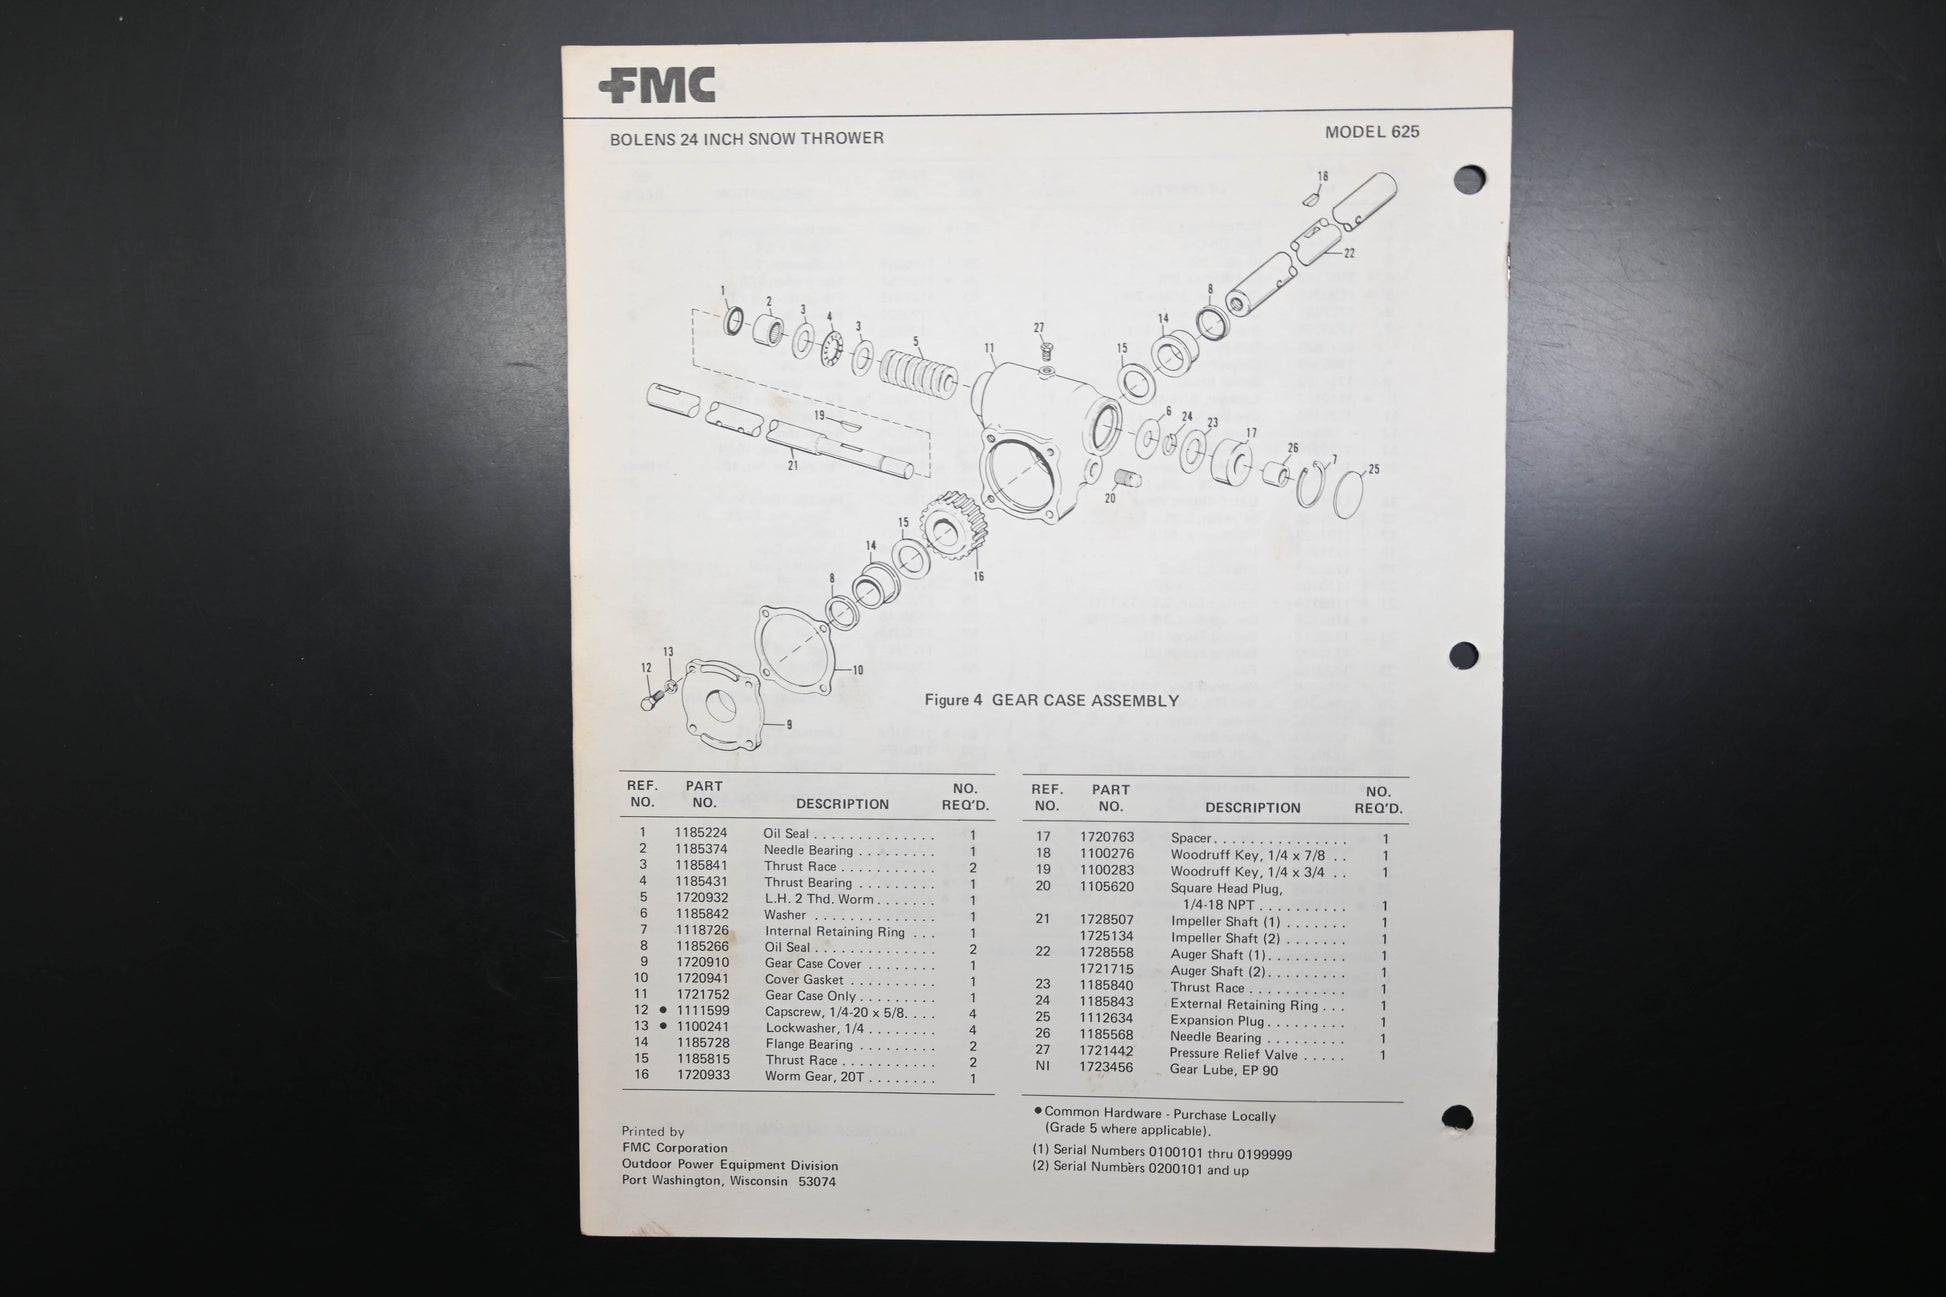 FMC
BOLENS 24 INCH SNOW THROWER
MODEL 625
18
22
8
14
15
27
11
1
2
3
4
3
5
19
21
6
24
23
17
26
7
25
20
16
15
14
8
10
13
12
9
Figure 4 GEAR CASE ASSEMBLY
REF. NO. PART NO. DESCRIPTION NO. REQ'D.
1 1185224 Oil Seal . . . . . . . . . . . . . . 1
2 1185374 Needle Bearing . . . . . . . . . 1
3 1185841 Thrust Race . . . . . . . . . . . 2
4 1185431 Thrust Bearing . . . . . . . . . 1
5 1720932 L.H. 2 Thd. Worm . . . . . . . 1
6 1185842 Washer . . . . . . . . . . . . . . 1
7 1118726 Internal Retaining Ring . . . 1
8 1185266 Oil Seal . . . . . . . . . . . . . . 2
9 1720910 Gear Case Cover . . . . . . . . 1
10 1720941 Cover Gasket . . . . . . . . . . 1
11 1721752 Gear Case Only . . . . . . . . . 1
12 ● 1111599 Capscrew, 1/4-20 x 5/8. . . . 4
13 ● 1100241 Lockwasher, 1/4 . . . . . . . . 4
14 1185728 Flange Bearing . . . . . . . . . 2
15 1185815 Thrust Race . . . . . . . . . . . 2
16 1720933 Worm Gear, 20T . . . . . . . . 1
REF. NO. PART NO. DESCRIPTION NO. REQ'D.
17 1720763 Spacer. . . . . . . . . . . . . . . 1
18 1100276 Woodruff Key, 1/4 x 7/8 . . 1
19 1100283 Woodruff Key, 1/4 x 3/4 . . 1
20 1105620 Square Head Plug,
1/4-18 NPT . . . . . . . . . . 1
21 1728507 Impeller Shaft (1) . . . . . . . 1
1725134 Impeller Shaft (2) . . . . . . . 1
22 1728558 Auger Shaft (1). . . . . . . . . 1
1721715 Auger Shaft (2). . . . . . . . . 1
23 1185840 Thrust Race . . . . . . . . . . . 1
24 1185843 External Retaining Ring . . . 1
25 1112634 Expansion Plug . . . . . . . . . 1
26 1185568 Needle Bearing . . . . . . . . . 1
27 1721442 Pressure Relief Valve . . . . . 1
NI 1723456 Gear Lube, EP 90
● Common Hardware - Purchase Locally
(Grade 5 where applicable).
(1) Serial Numbers 0100101 thru 0199999
(2) Serial Numbers 0200101 and up
Printed by
FMC Corporation
Outdoor Power Equipment Division
Port Washington, Wisconsin 53074